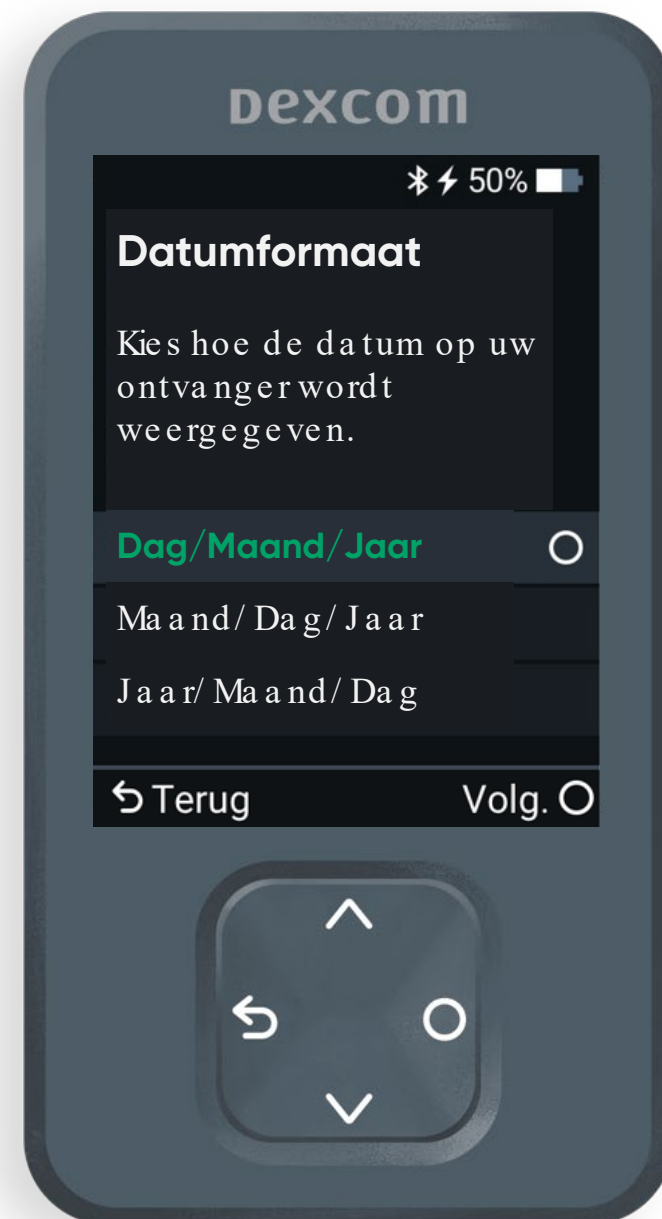 Dexcom
50%
Datumformaat
Kies hoe de datum op uw
ontvanger wordt
weergegeven.
Dag/Maand/Jaar
Maand/Dag/Jaar
Jaar/Maand/Dag
Terug Volg.